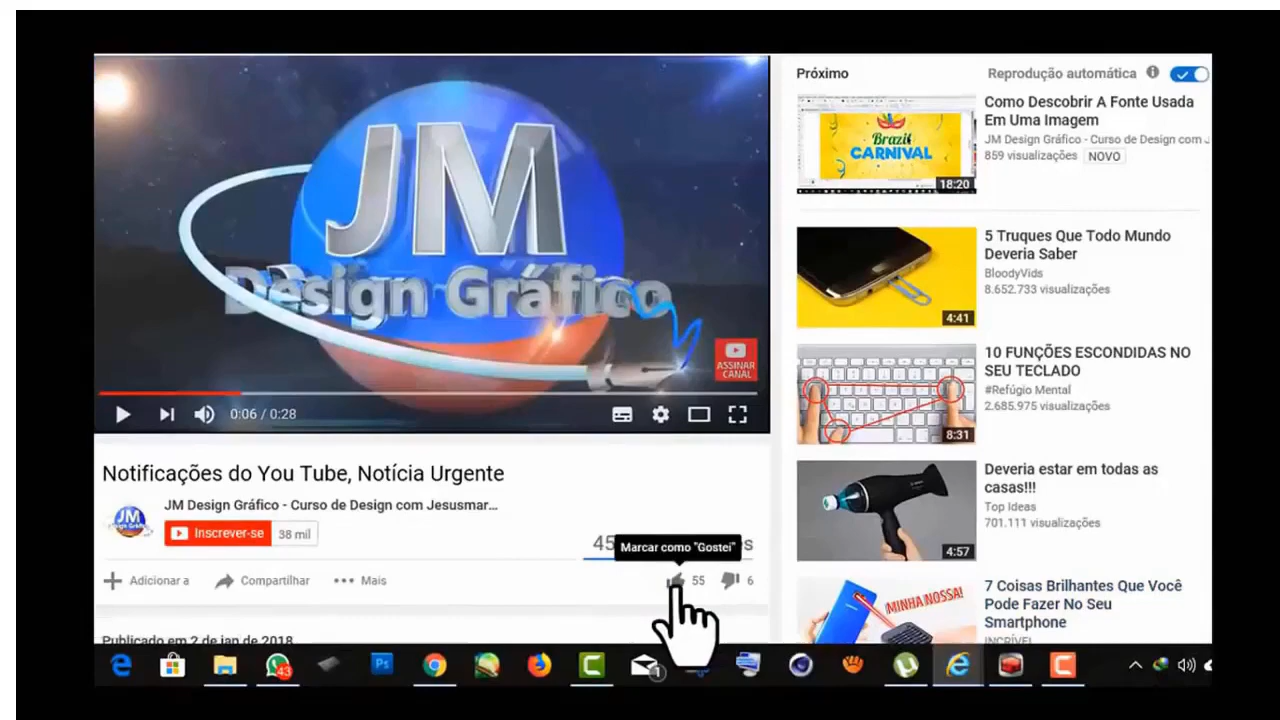 JM
Design Gráfico
ASSINAR
CANAL
0:06 / 0:28
Notificações do You Tube, Notícia Urgente
JM Design Gráfico - Curso de Design com Jesusmar...
Inscrever-se
38 mil
45
s
Marcar como "Gostei"
Adicionar a
Compartilhar
Mais
55
6
Publicado em 2 de jan de 2018
Próximo
Reprodução automática
Brazil
CARNIVAL
18:20
Como Descobrir A Fonte Usada
Em Uma Imagem
JM Design Gráfico - Curso de Design com J
859 visualizações
NOVO
4:41
5 Truques Que Todo Mundo
Deveria Saber
BloodyVids
8.652.733 visualizações
8:31
10 FUNÇÕES ESCONDIDAS NO
SEU TECLADO
#Refúgio Mental
2.685.975 visualizações
4:57
Deveria estar em todas as
casas!!!
Top Ideas
701.111 visualizações
MINHA NOSSA!
7 Coisas Brilhantes Que Você
Pode Fazer No Seu
Smartphone
INCRÍVEL
43
Ps
1